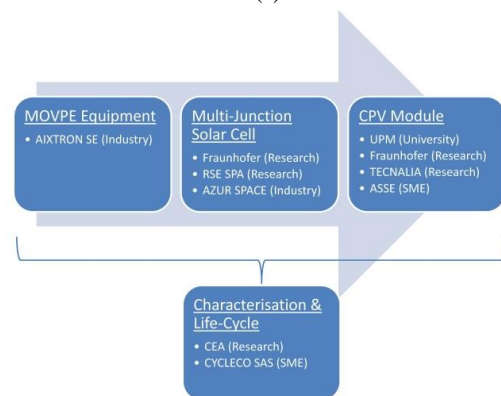 MOVPE Equipment
• AIXTRON SE (Industry)
Multi-Junction
Solar Cell
• Fraunhofer (Research)
• RSE SPA (Research)
• AZUR SPACE (Industry)
CPV Module
• UPM (University)
• Fraunhofer (Research)
• TECNALIA (Research)
• ASSE (SME)
Characterisation &
Life-Cycle
• CEA (Research)
• CYCLECO SAS (SME)